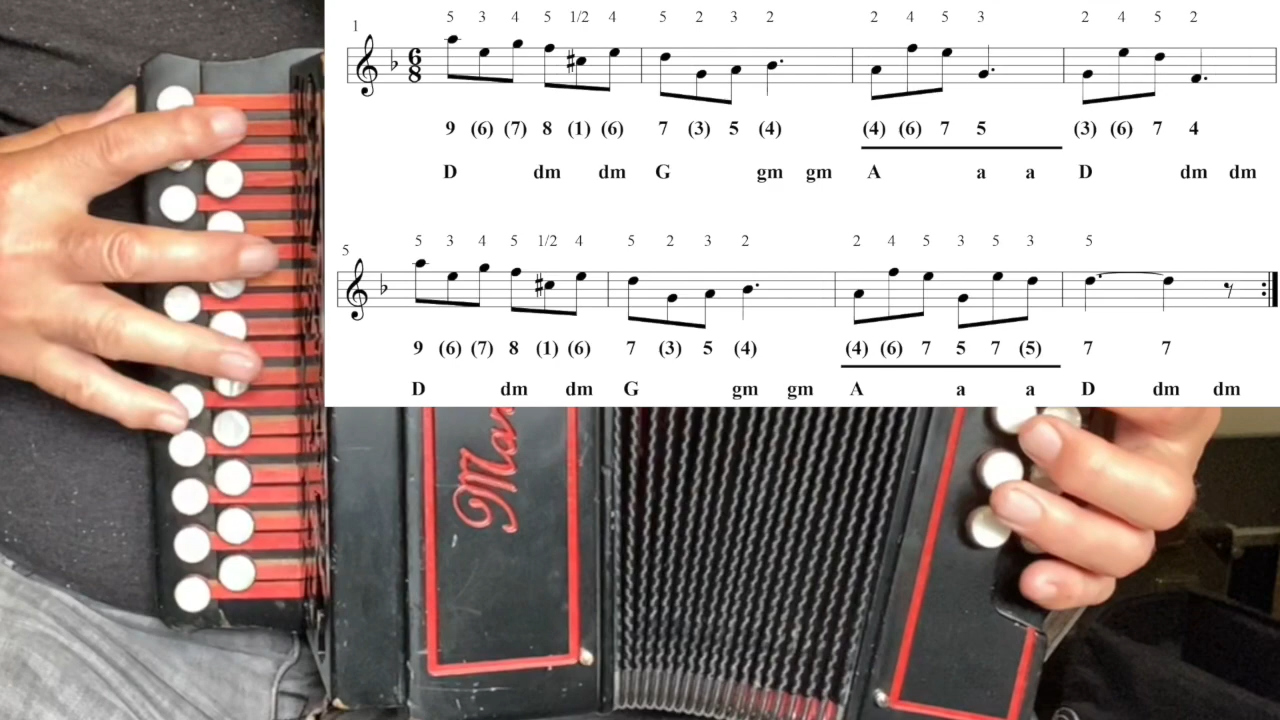 1
5 3 4 5 1/2 4 5 2 3 2 2 4 5 3 2 4 5 2
6
8
9 (6) (7) 8 (1) (6) 7 (3) 5 (4) (4) (6) 7 5 (3) (6) 7 4
D dm dm G gm gm A a a D dm dm
5
5 3 4 5 1/2 4 5 2 3 2 2 4 5 3 5 3 5
9 (6) (7) 8 (1) (6) 7 (3) 5 (4) (4) (6) 7 5 7 (5) 7 7
D dm dm G gm gm A a a D dm dm
Mar